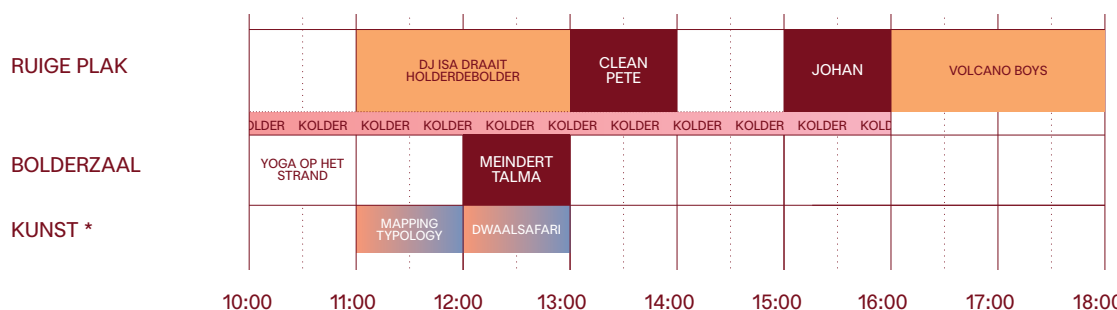 RUIGE PLAK
DJ ISA DRAAIT
HOLDERDEBOLDER
CLEAN
PETE
JOHAN
VOLCANO BOYS
OLDER KOLDER KOLDER KOLDER KOLDER KOLDER KOLDER KOLDER KOLDER KOLDER KOLD
BOLDERZAAL
YOGA OP HET
STRAND
MEINDERT
TALMA
KUNST *
MAPPING
TYPOLOGY
DWAALSAFARI
10:00 11:00 12:00 13:00 14:00 15:00 16:00 17:00 18:00